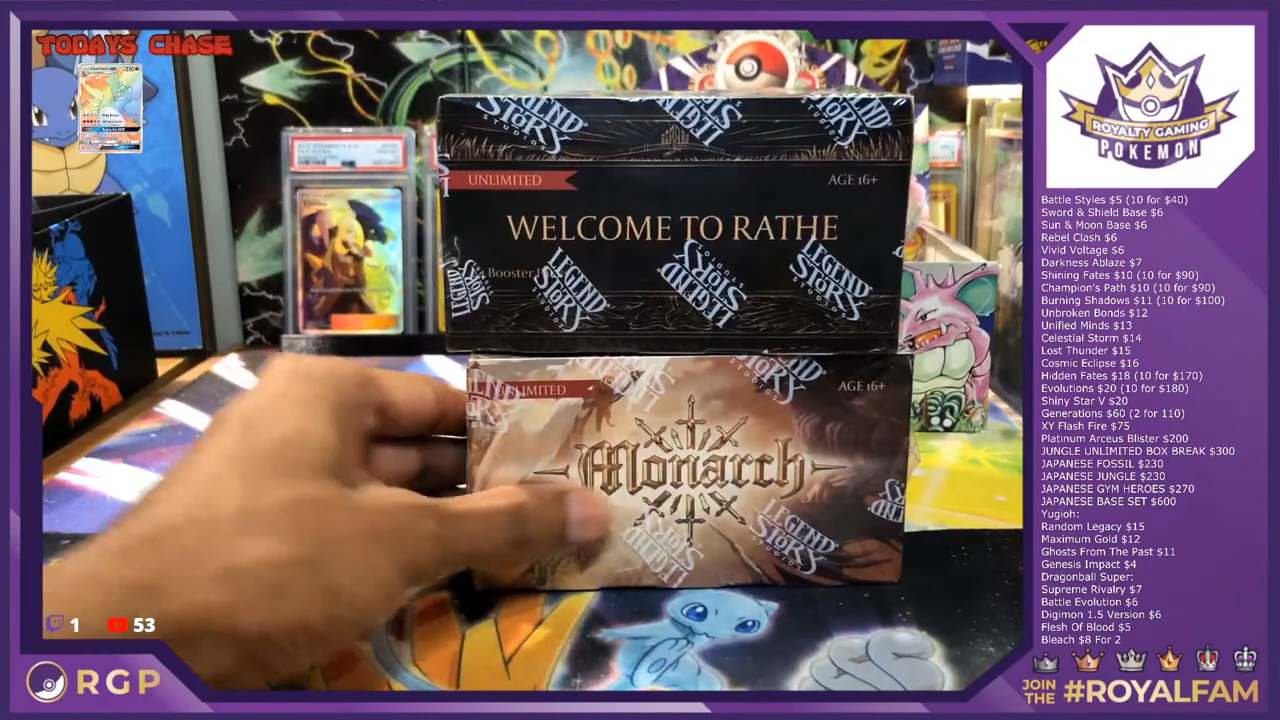 TODAYS CHASE
LEGEND STORY STUDIOS
UNLIMITED
AGE 16+
WELCOME TO RATHE
Booster
UNLIMITED
AGE 16+
Monarch
LEGEND STORY STUDIOS
1
53
RGP
ROYALTY GAMING
POKEMON
Battle Styles $5 (10 for $40)
Sword & Shield Base $6
Sun & Moon Base $6
Rebel Clash $6
Vivid Voltage $6
Darkness Ablaze $7
Shining Fates $10 (10 for $90)
Champion's Path $10 (10 for $90)
Burning Shadows $11 (10 for $100)
Unbroken Bonds $12
Unified Minds $13
Celestial Storm $14
Lost Thunder $15
Cosmic Eclipse $16
Hidden Fates $18 (10 for $170)
Evolutions $20 (10 for $180)
Shiny Star V $20
Generations $60 (2 for 110)
XY Flash Fire $75
Platinum Arceus Blister $200
JUNGLE UNLIMITED BOX BREAK $300
JAPANESE FOSSIL $230
JAPANESE JUNGLE $230
JAPANESE GYM HEROES $270
JAPANESE BASE SET $600
Yugioh:
Random Legacy $15
Maximum Gold $12
Ghosts From The Past $11
Genesis Impact $4
Dragonball Super:
Supreme Rivalry $7
Battle Evolution $6
Digimon 1.5 Version $6
Flesh Of Blood $5
Bleach $8 For 2
JOIN THE #ROYALFAM